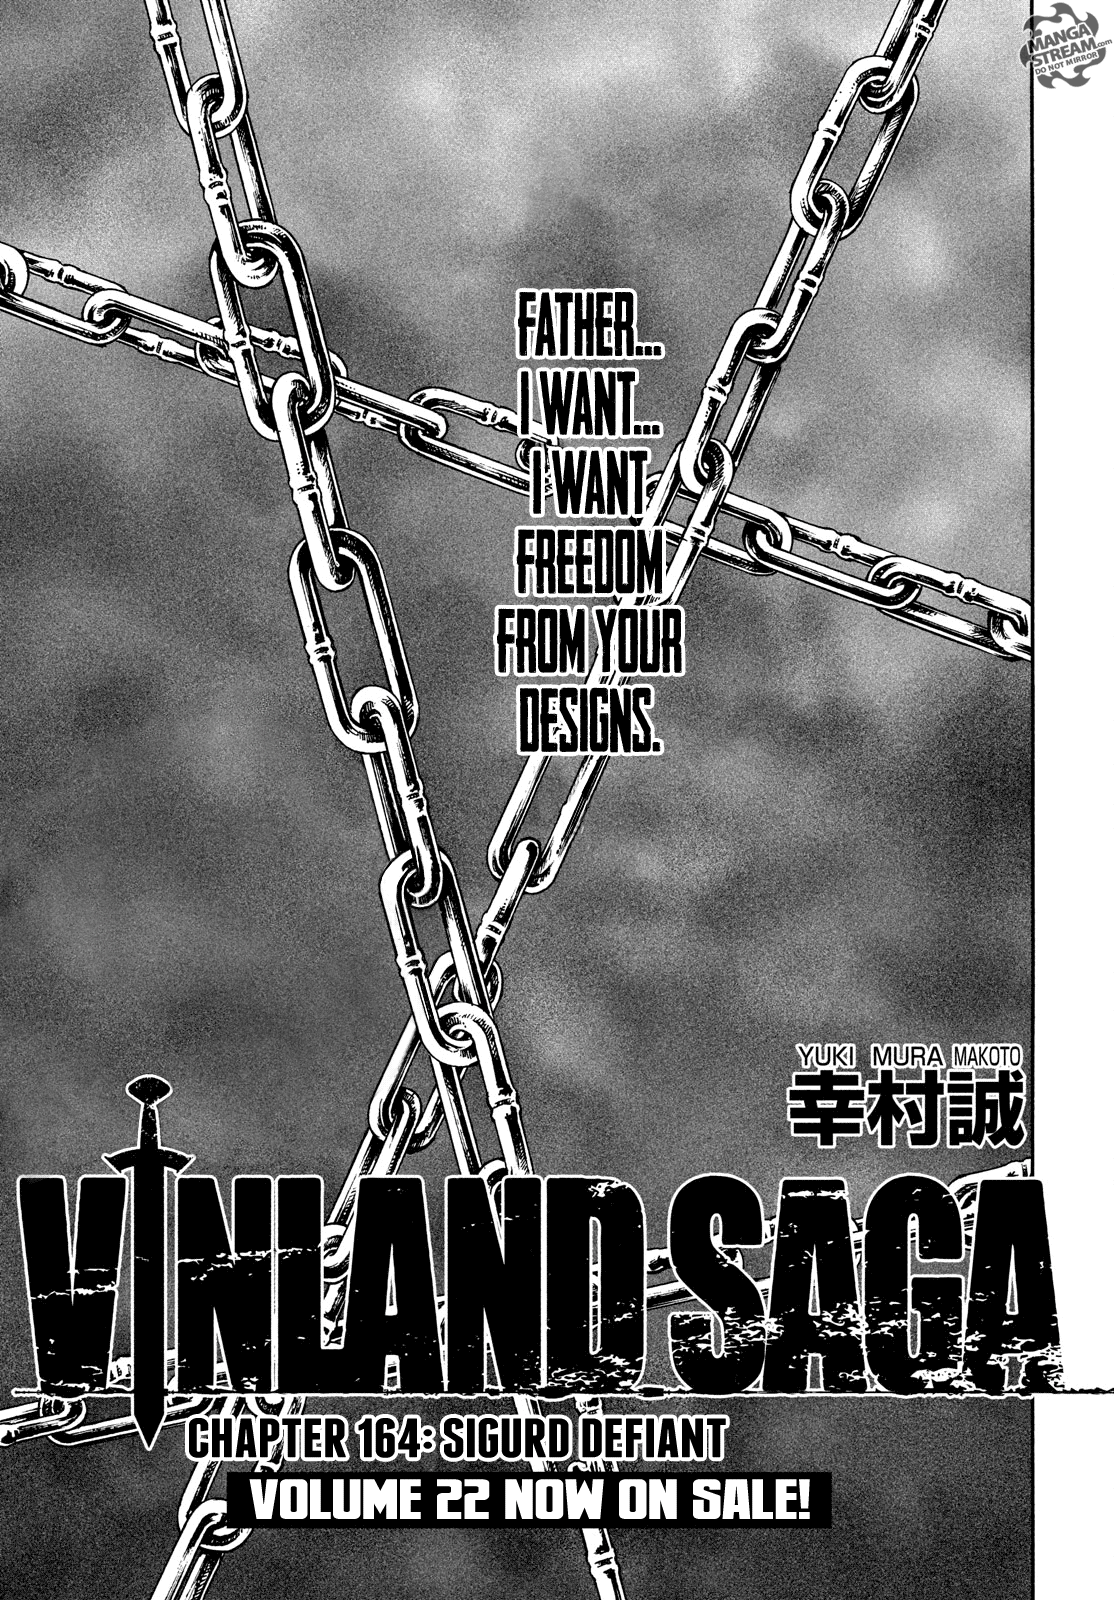 MANGA
STREAM.com
DO NOT MIRROR
FATHER...
I WANT...
I WANT
FREEDOM
FROM YOUR
DESIGNS.
YUKI MURA MAKOTO
幸村誠
VINLAND SAGA
CHAPTER 164: SIGURD DEFIANT
VOLUME 22 NOW ON SALE!